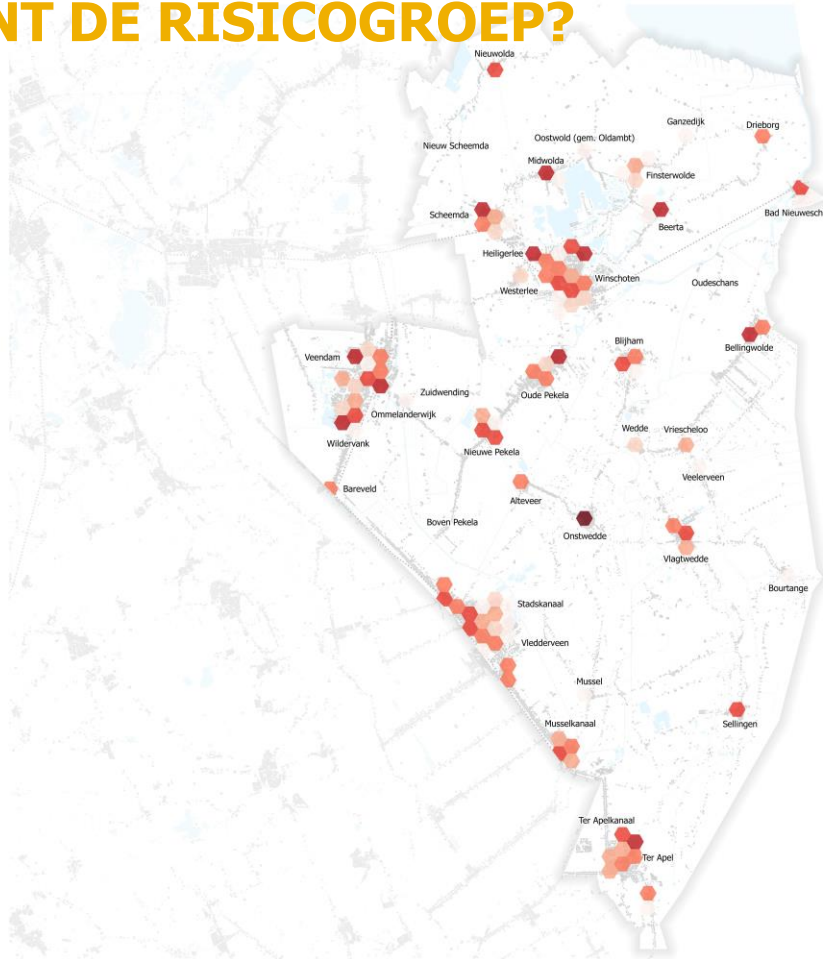 NT DE RISICOGROEP?
Nieuwolda
Ganzedijk
Drieborg
Oostwold (gem. Oldambt)
Nieuw Scheemda
Midwolda
Finsterwolde
Scheemda
Bad Nieuwesch
Beerta
Heiligerlee
Winschoten
Oudeschans
Westerlee
Blijham
Bellingwolde
Veendam
Zuidwending
Oude Pekela
Ommelanderwijk
Wedde
Vriescheloo
Wildervank
Nieuwe Pekela
Veelerveen
Bareveld
Alteveer
Boven Pekela
Onstwedde
Vlagtwedde
Bourtange
Stadskanaal
Vledderveen
Mussel
Musselkanaal
Sellingen
Ter Apelkanaal
Ter Apel